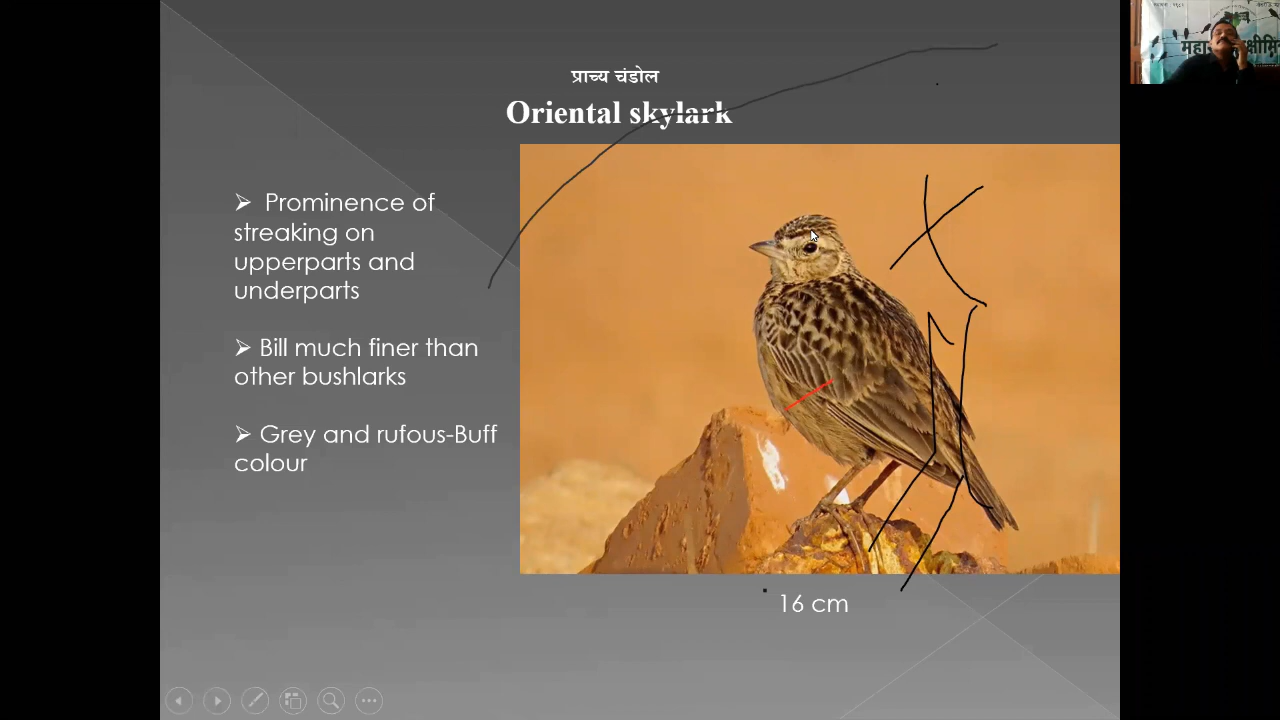 प्राच्य चंडोल
Oriental skylark
➢ Prominence of
streaking on
upperparts and
underparts
➢ Bill much finer than
other bushlarks
➢ Grey and rufous-Buff
colour
16 cm